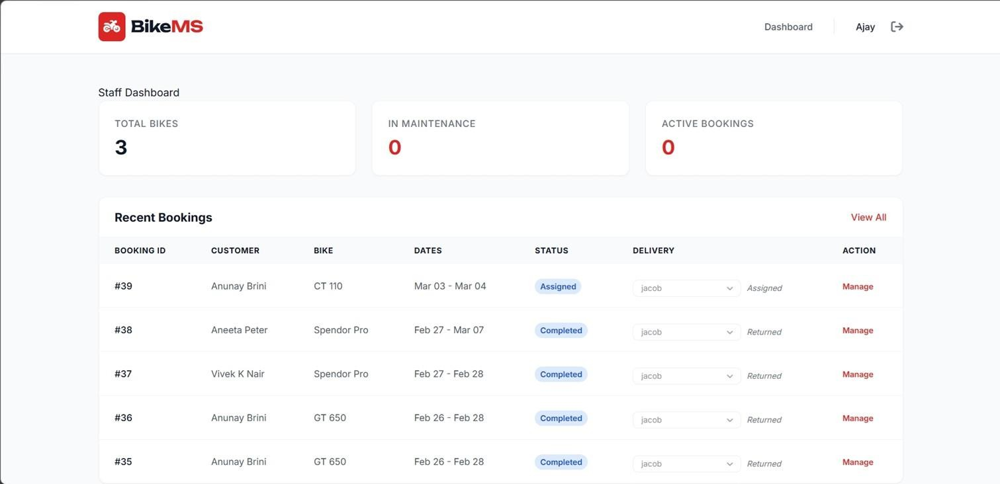 BikeMS
Dashboard Ajay
Staff Dashboard
TOTAL BIKES IN MAINTENANCE ACTIVE BOOKINGS
3 0 0
Recent Bookings View All
BOOKING ID CUSTOMER BIKE DATES STATUS DELIVERY ACTION
#39 Anunay Brini CT 110 Mar 03 - Mar 04 Assigned jacob Assigned Manage
#38 Aneeta Peter Spendor Pro Feb 27 - Mar 07 Completed jacob Returned Manage
#37 Vivek K Nair Spendor Pro Feb 27 - Feb 28 Completed jacob Returned Manage
#36 Anunay Brini GT 650 Feb 26 - Feb 28 Completed jacob Returned Manage
#35 Anunay Brini GT 650 Feb 26 - Feb 28 Completed jacob Returned Manage